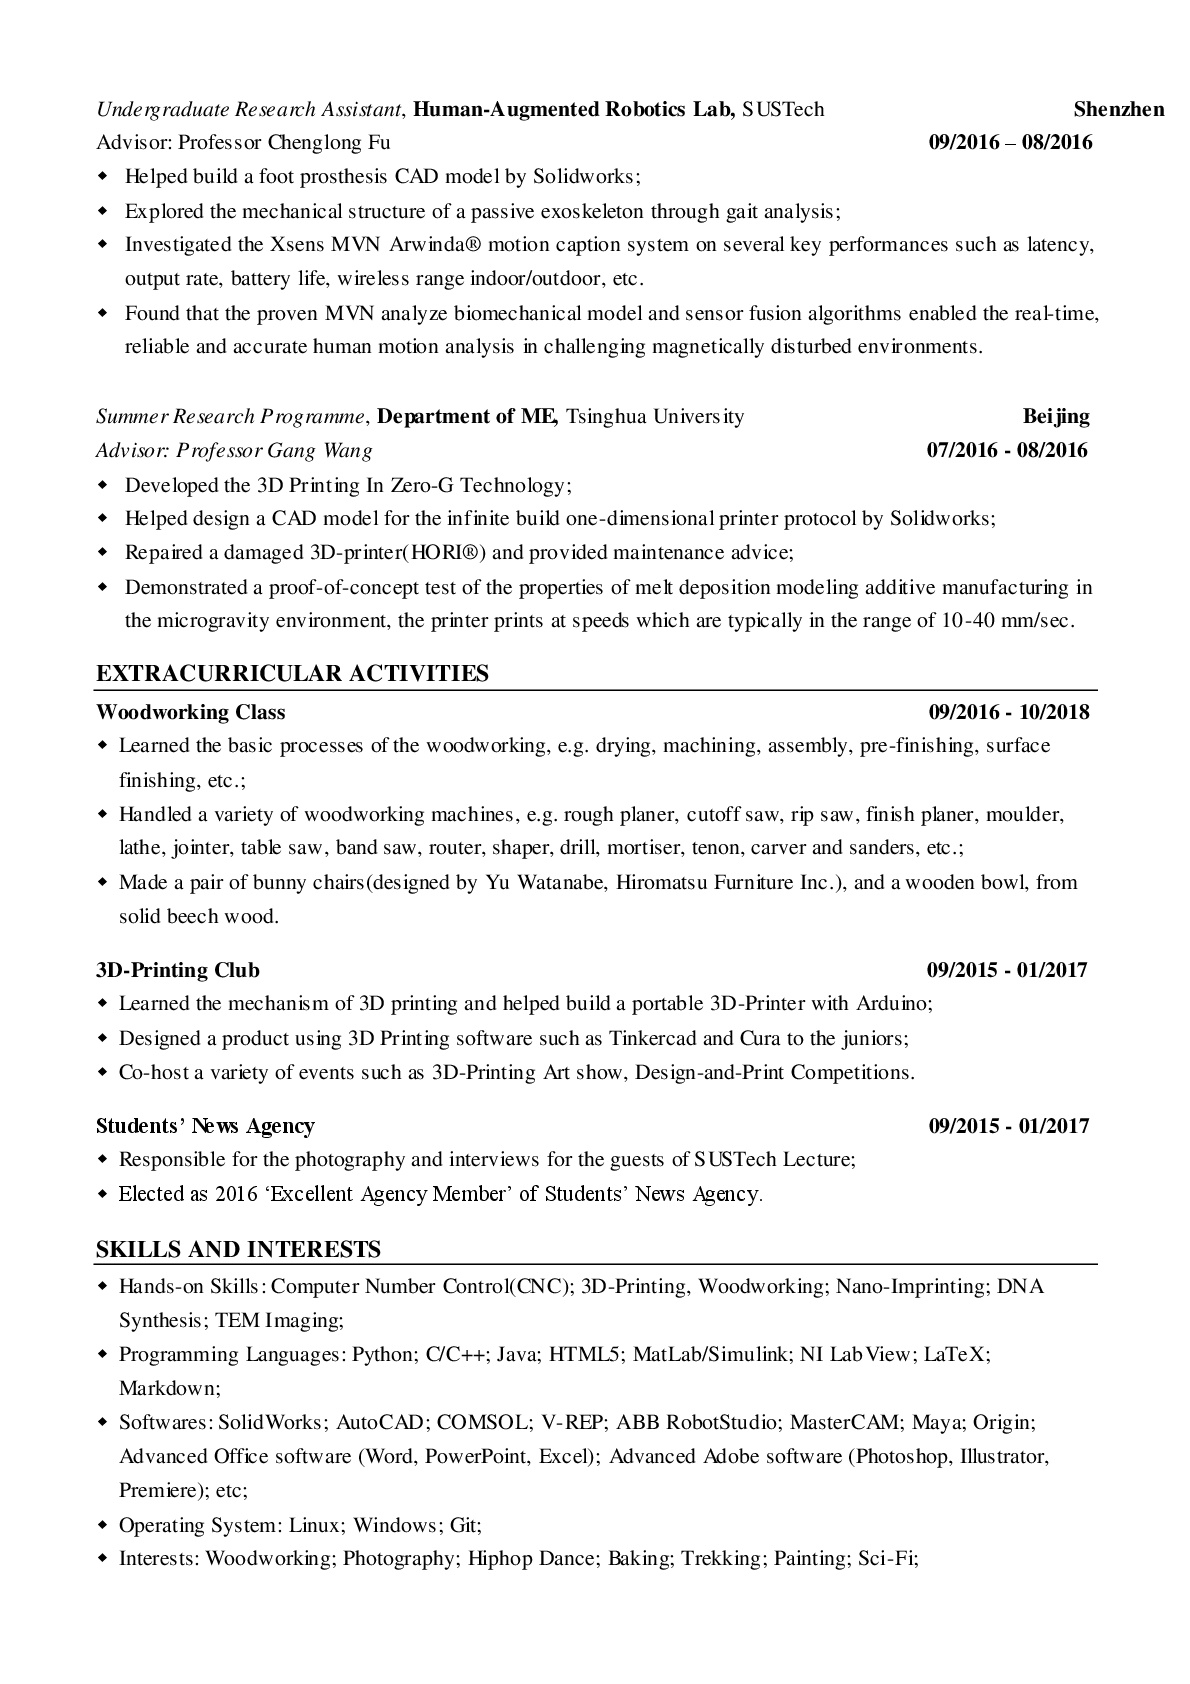 Undergraduate Research Assistant, Human-Augmented Robotics Lab, SUSTech Shenzhen
Advisor: Professor Chenglong Fu 09/2016 – 08/2016
◆ Helped build a foot prosthesis CAD model by Solidworks;
◆ Explored the mechanical structure of a passive exoskeleton through gait analysis;
◆ Investigated the Xsens MVN Arwinda® motion caption system on several key performances such as latency,
output rate, battery life, wireless range indoor/outdoor, etc.
◆ Found that the proven MVN analyze biomechanical model and sensor fusion algorithms enabled the real-time,
reliable and accurate human motion analysis in challenging magnetically disturbed environments.
Summer Research Programme, Department of ME, Tsinghua University Beijing
Advisor: Professor Gang Wang 07/2016 - 08/2016
◆ Developed the 3D Printing In Zero-G Technology;
◆ Helped design a CAD model for the infinite build one-dimensional printer protocol by Solidworks;
◆ Repaired a damaged 3D-printer(HORI®) and provided maintenance advice;
◆ Demonstrated a proof-of-concept test of the properties of melt deposition modeling additive manufacturing in
the microgravity environment, the printer prints at speeds which are typically in the range of 10-40 mm/sec.
EXTRACURRICULAR ACTIVITIES
Woodworking Class 09/2016 - 10/2018
◆ Learned the basic processes of the woodworking, e.g. drying, machining, assembly, pre-finishing, surface
finishing, etc.;
◆ Handled a variety of woodworking machines, e.g. rough planer, cutoff saw, rip saw, finish planer, moulder,
lathe, jointer, table saw, band saw, router, shaper, drill, mortiser, tenon, carver and sanders, etc.;
◆ Made a pair of bunny chairs(designed by Yu Watanabe, Hiromatsu Furniture Inc.), and a wooden bowl, from
solid beech wood.
3D-Printing Club 09/2015 - 01/2017
◆ Learned the mechanism of 3D printing and helped build a portable 3D-Printer with Arduino;
◆ Designed a product using 3D Printing software such as Tinkercad and Cura to the juniors;
◆ Co-host a variety of events such as 3D-Printing Art show, Design-and-Print Competitions.
Students’ News Agency 09/2015 - 01/2017
◆ Responsible for the photography and interviews for the guests of SUSTech Lecture;
◆ Elected as 2016 ‘Excellent Agency Member’ of Students’ News Agency.
SKILLS AND INTERESTS
◆ Hands-on Skills: Computer Number Control(CNC); 3D-Printing, Woodworking; Nano-Imprinting; DNA
Synthesis; TEM Imaging;
◆ Programming Languages: Python; C/C++; Java; HTML5; MatLab/Simulink; NI LabView; LaTeX;
Markdown;
◆ Softwares: SolidWorks; AutoCAD; COMSOL; V-REP; ABB RobotStudio; MasterCAM; Maya; Origin;
Advanced Office software (Word, PowerPoint, Excel); Advanced Adobe software (Photoshop, Illustrator,
Premiere); etc;
◆ Operating System: Linux; Windows; Git;
◆ Interests: Woodworking; Photography; Hiphop Dance; Baking; Trekking; Painting; Sci-Fi;